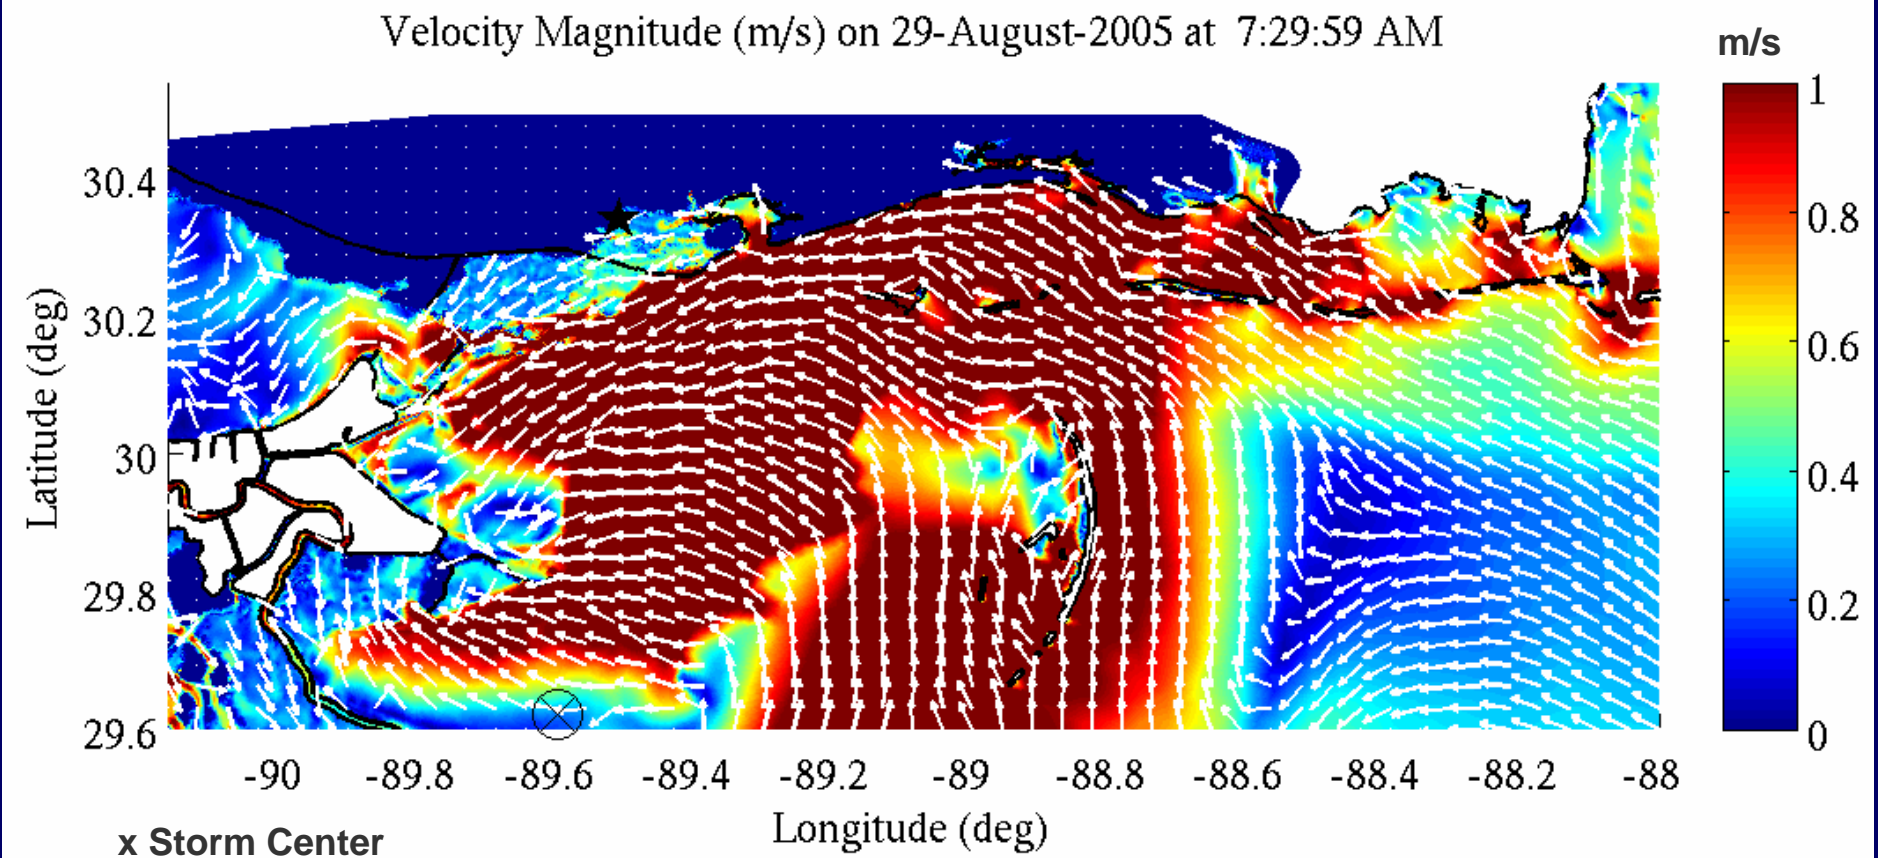 Velocity Magnitude (m/s) on 29-August-2005 at  7:29:59 AM
m/s
1
0.8
0.6
0.4
0.2
0
Latitude (deg)
30.4
30.2
30
29.8
29.6
-90 -89.8 -89.6 -89.4 -89.2 -89 -88.8 -88.6 -88.4 -88.2 -88
Longitude (deg)
x Storm Center